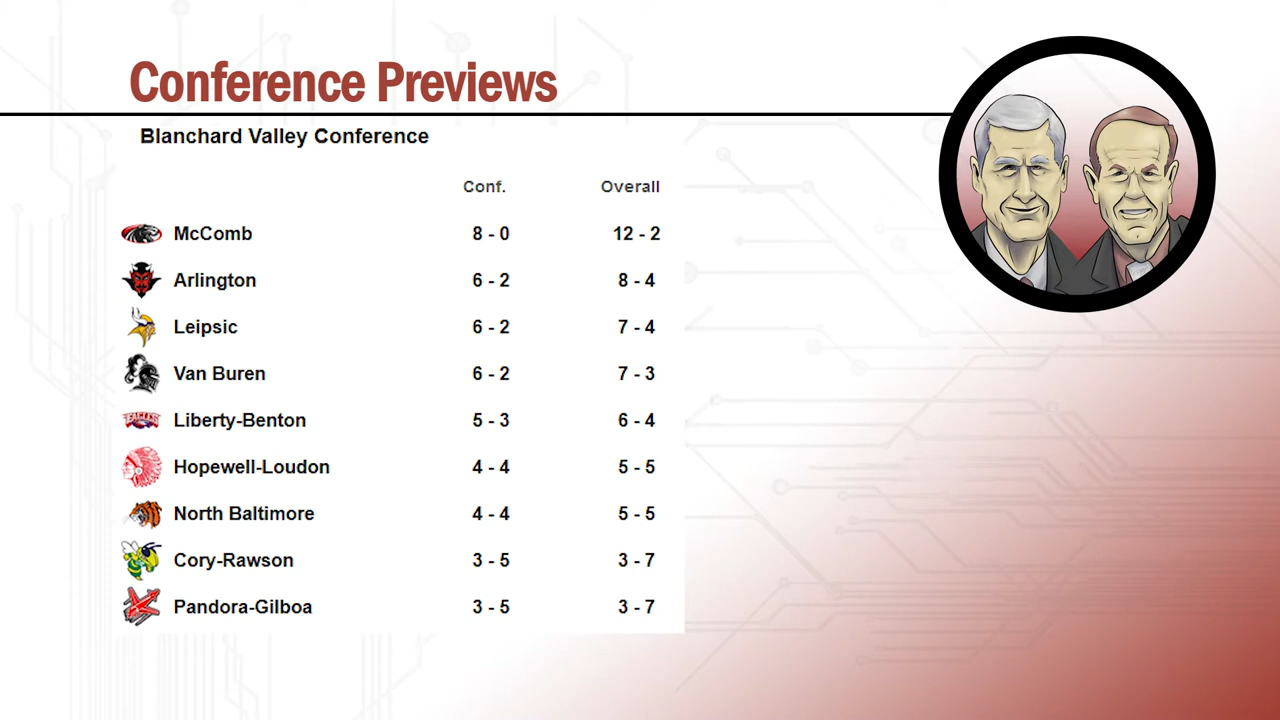 Conference Previews
Blanchard Valley Conference
Conf. Overall
McComb 8 - 0 12 - 2
Arlington 6 - 2 8 - 4
Leipsic 6 - 2 7 - 4
Van Buren 6 - 2 7 - 3
EAGLES Liberty-Benton 5 - 3 6 - 4
Hopewell-Loudon 4 - 4 5 - 5
North Baltimore 4 - 4 5 - 5
Cory-Rawson 3 - 5 3 - 7
Pandora-Gilboa 3 - 5 3 - 7